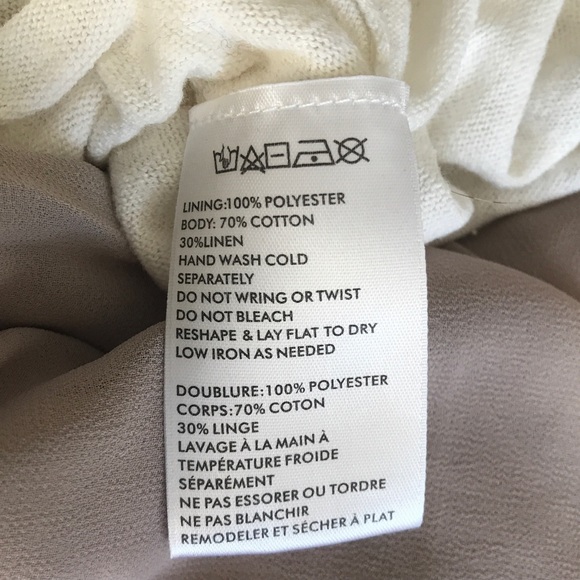 LINING:100% POLYESTER
BODY: 70% COTTON
30%LINEN
HAND WASH COLD
SEPARATELY
DO NOT WRING OR TWIST
DO NOT BLEACH
RESHAPE & LAY FLAT TO DRY
LOW IRON AS NEEDED
DOUBLURE:100% POLYESTER
CORPS:70% COTON
30% LINGE
LAVAGE À LA MAIN À
TEMPÉRATURE FROIDE
SÉPARÉMENT
NE PAS ESSORER OU TORDRE
NE PAS BLANCHIR
REMODELER ET SÉCHER À PLAT